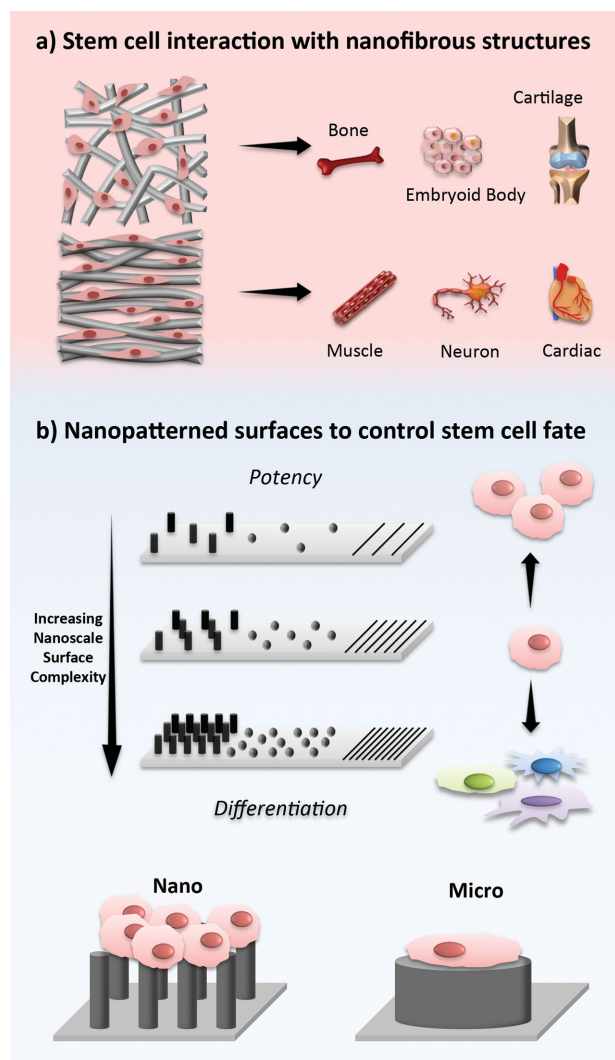 a) Stem cell interaction with nanofibrous structures
Cartilage
Bone
Embryoid Body
Muscle
Neuron
Cardiac
b) Nanopatterned surfaces to control stem cell fate
Potency
Increasing
Nanoscale
Surface
Complexity
Differentiation
Nano
Micro